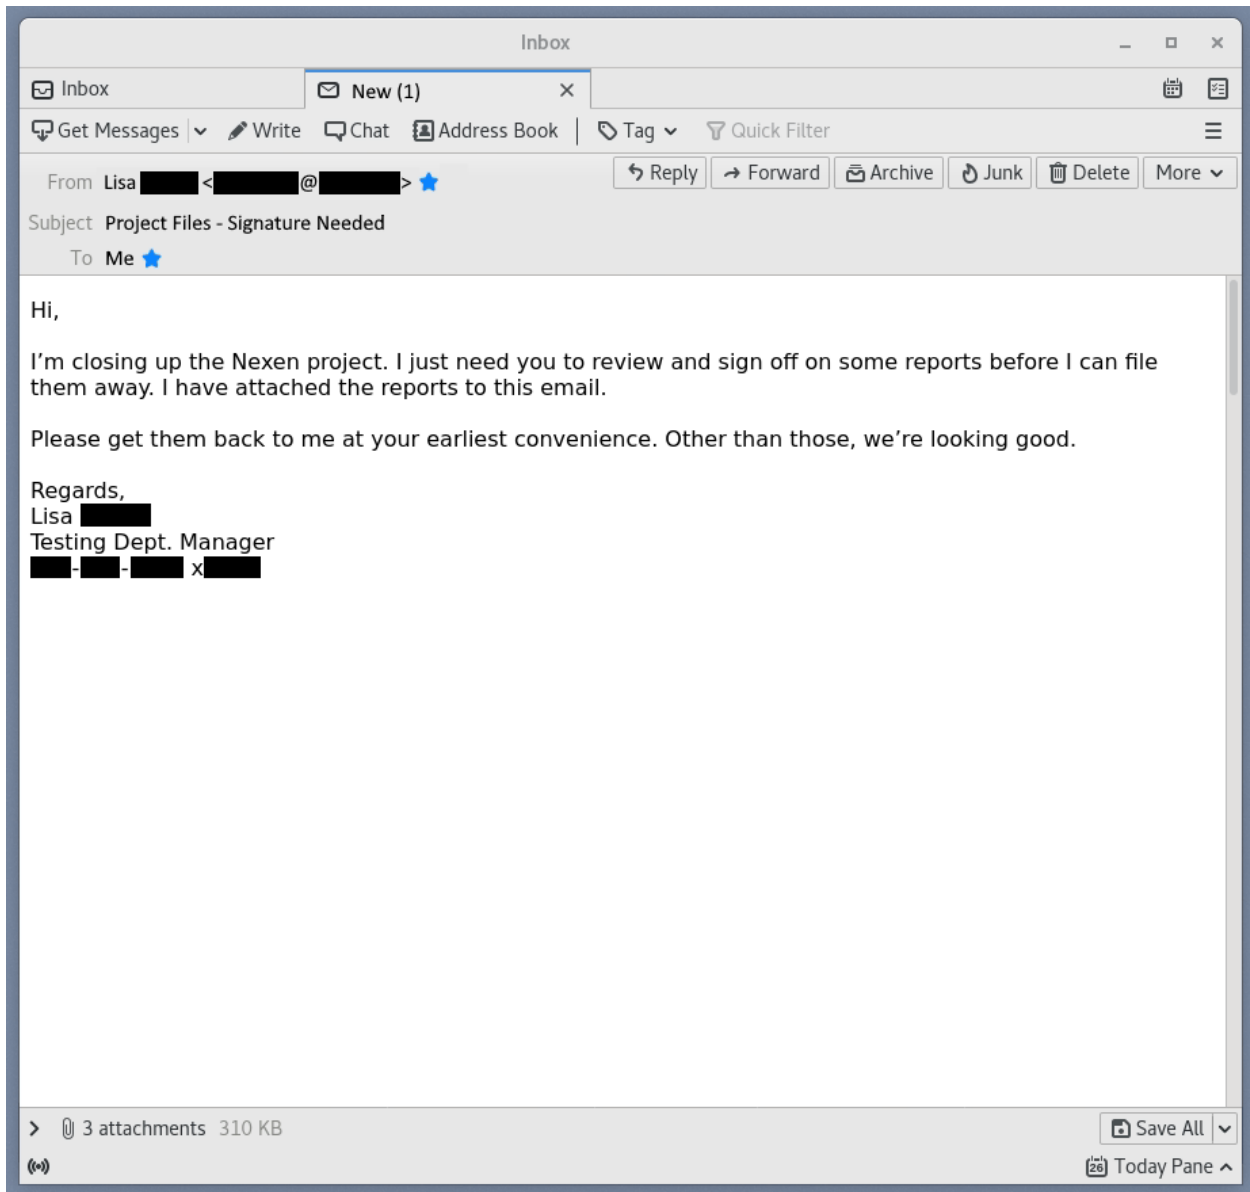 Inbox
Inbox
New (1)
Get Messages Write Chat Address Book Tag Quick Filter
From Lisa < @ > Reply Forward Archive Junk Delete More
Subject Project Files - Signature Needed
To Me
Hi,
I’m closing up the Nexen project. I just need you to review and sign off on some reports before I can file
them away. I have attached the reports to this email.
Please get them back to me at your earliest convenience. Other than those, we’re looking good.
Regards,
Lisa
Testing Dept. Manager
- - x
3 attachments 310 KB Save All
26 Today Pane